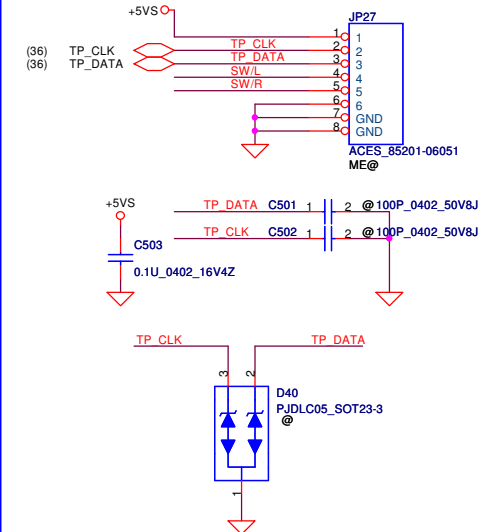 +5VS
JP27
1 1
(36) TP_CLK TP_CLK 2 2
(36) TP_DATA TP_DATA 3 3
SW/L 4 4
SW/R 5 5
6 6
7 GND
8 GND
ACES_85201-06051
ME@
+5VS
TP_DATA C501 1 2 @ 100P_0402_50V8J
TP_CLK C502 1 2 @ 100P_0402_50V8J
C503
0.1U_0402_16V4Z
TP_CLK TP_DATA
3 2
D40
PJDLC05_SOT23-3
@
1